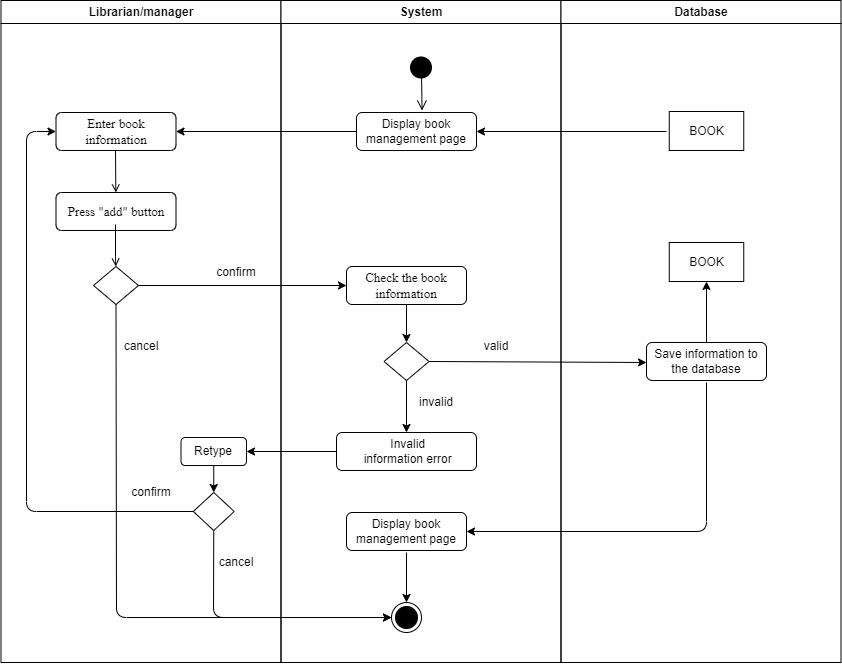 Librarian/manager
System
Database
Enter book
information
Display book
management page
BOOK
Press "add" button
confirm
Check the book
information
BOOK
cancel
valid
Save information to
the database
invalid
Retype
Invalid
information error
confirm
Display book
management page
cancel